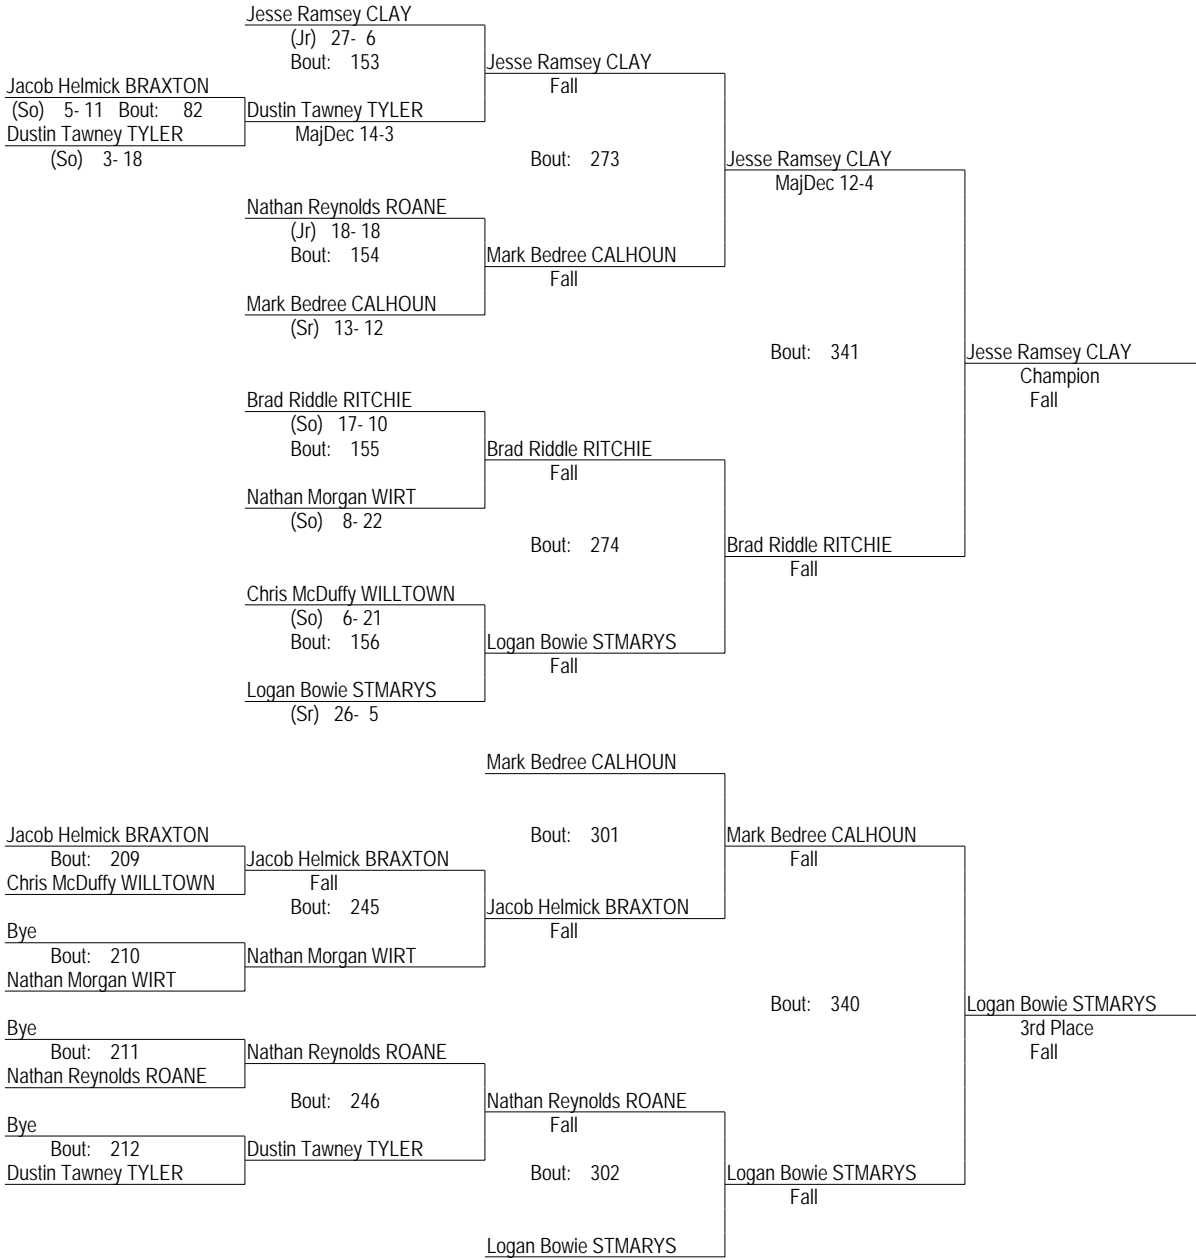 Jesse Ramsey CLAY
(Jr) 27- 6
Bout: 153
Jesse Ramsey CLAY
Fall
Jacob Helmick BRAXTON
(So) 5- 11 Bout: 82
Dustin Tawney TYLER
(So) 3- 18
Dustin Tawney TYLER
MajDec 14-3
Bout: 273
Jesse Ramsey CLAY
MajDec 12-4
Nathan Reynolds ROANE
(Jr) 18- 18
Bout: 154
Mark Bedree CALHOUN
Fall
Mark Bedree CALHOUN
(Sr) 13- 12
Bout: 341
Jesse Ramsey CLAY
Champion
Fall
Brad Riddle RITCHIE
(So) 17- 10
Bout: 155
Brad Riddle RITCHIE
Fall
Nathan Morgan WIRT
(So) 8- 22
Bout: 274
Brad Riddle RITCHIE
Fall
Chris McDuffy WILLTOWN
(So) 6- 21
Bout: 156
Logan Bowie STMARYS
Fall
Logan Bowie STMARYS
(Sr) 26- 5
Mark Bedree CALHOUN
Bout: 301
Mark Bedree CALHOUN
Fall
Jacob Helmick BRAXTON
Bout: 209
Chris McDuffy WILLTOWN
Jacob Helmick BRAXTON
Fall
Bout: 245
Jacob Helmick BRAXTON
Fall
Bye
Bout: 210
Nathan Morgan WIRT
Nathan Morgan WIRT
Bout: 340
Logan Bowie STMARYS
3rd Place
Fall
Bye
Bout: 211
Nathan Reynolds ROANE
Nathan Reynolds ROANE
Bout: 246
Nathan Reynolds ROANE
Fall
Bye
Bout: 212
Dustin Tawney TYLER
Dustin Tawney TYLER
Bout: 302
Logan Bowie STMARYS
Fall
Logan Bowie STMARYS